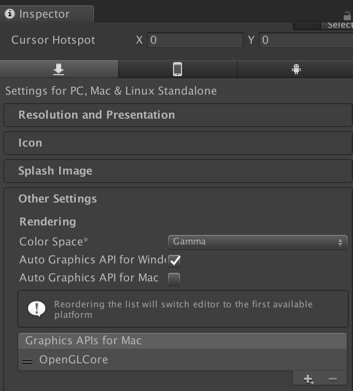 Inspector
Select
Cursor Hotspot X 0 Y 0
Settings for PC, Mac & Linux Standalone
Resolution and Presentation
Icon
Splash Image
Other Settings
Rendering
Color Space* Gamma
Auto Graphics API for Wind
Auto Graphics API for Mac
Reordering the list will switch editor to the first available
platform
Graphics APIs for Mac
OpenGLCore